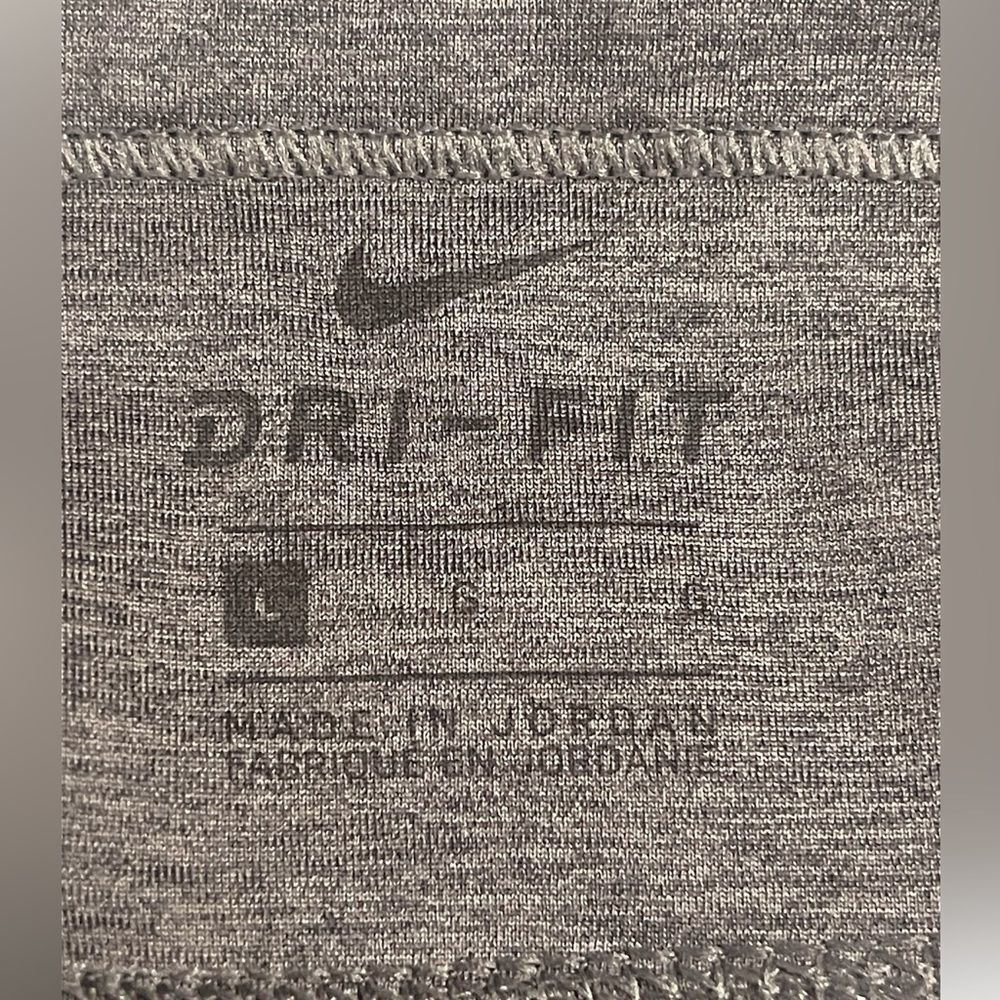 DRI-FIT
L G G
MADE IN JORDAN
FABRIQUÉ EN JORDANIE